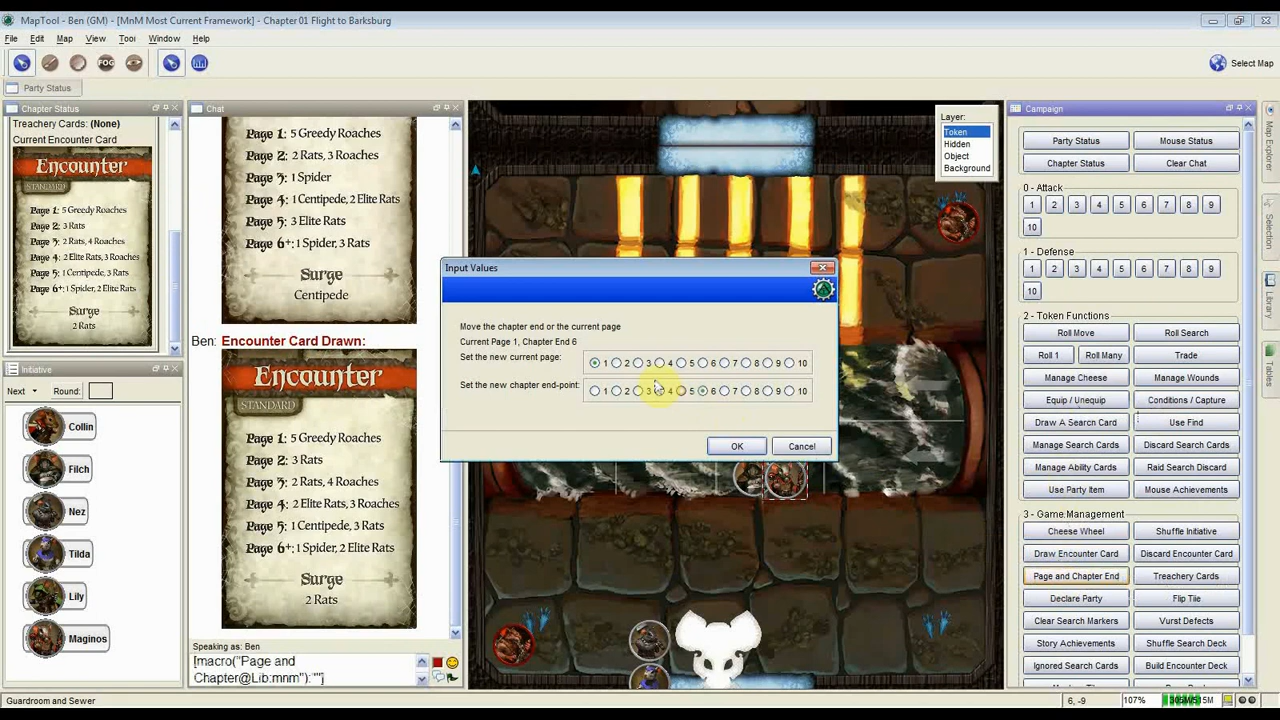 MapTool - Ben (GM) - [MnM Most Current Framework] - Chapter 01 Flight to Barksburg
File Edit Map View Tool Window Help
FOG
Select Map
Party Status
Chapter Status
Treachery Cards: (None)
Current Encounter Card
Encounter
STANDARD
Page 1: 5 Greedy Roaches
Page 2: 3 Rats
Page 3: 2 Rats, 4 Roaches
Page 4: 2 Elite Rats, 3 Roaches
Page 5: 1 Centipede, 3 Rats
Page 6+: 1 Spider, 2 Elite Rats
Surge
2 Rats
Initiative
Next Round:
Collin
Filch
Nez
Tilda
Lily
Maginos
Chat
Page 1: 5 Greedy Roaches
Page 2: 2 Rats, 3 Roaches
Page 3: 1 Spider
Page 4: 1 Centipede, 2 Elite Rats
Page 5: 3 Elite Rats
Page 6+: 1 Spider, 3 Rats
Surge
Centipede
Ben: Encounter Card Drawn:
Encounter
STANDARD
Page 1: 5 Greedy Roaches
Page 2: 3 Rats
Page 3: 2 Rats, 4 Roaches
Page 4: 2 Elite Rats, 3 Roaches
Page 5: 1 Centipede, 3 Rats
Page 6+: 1 Spider, 2 Elite Rats
Surge
2 Rats
Speaking as: Ben
[macro("Page and
Chapter@Lib:mnm"):""]
Layer:
Token
Hidden
Object
Background
Input Values
Move the chapter end or the current page
Current Page 1, Chapter End 6
Set the new current page: 1 2 3 4 5 6 7 8 9 10
Set the new chapter end-point: 1 2 3 4 5 6 7 8 9 10
OK Cancel
Campaign
Party Status Mouse Status
Chapter Status Clear Chat
0 - Attack
1 2 3 4 5 6 7 8 9
10
1 - Defense
1 2 3 4 5 6 7 8 9
10
2 - Token Functions
Roll Move Roll Search
Roll 1 Roll Many Trade
Manage Cheese Manage Wounds
Equip / Unequip Conditions / Capture
Draw A Search Card Use Find
Manage Search Cards Discard Search Cards
Manage Ability Cards Raid Search Discard
Use Party Item Mouse Achievements
3 - Game Management
Cheese Wheel Shuffle Initiative
Draw Encounter Card Discard Encounter Card
Page and Chapter End Treachery Cards
Declare Party Flip Tile
Clear Search Markers Vurst Defects
Story Achievements Shuffle Search Deck
Ignored Search Cards Build Encounter Deck
Map Explorer
Selection
Library
Tables
Guardroom and Sewer
6, -9
107%